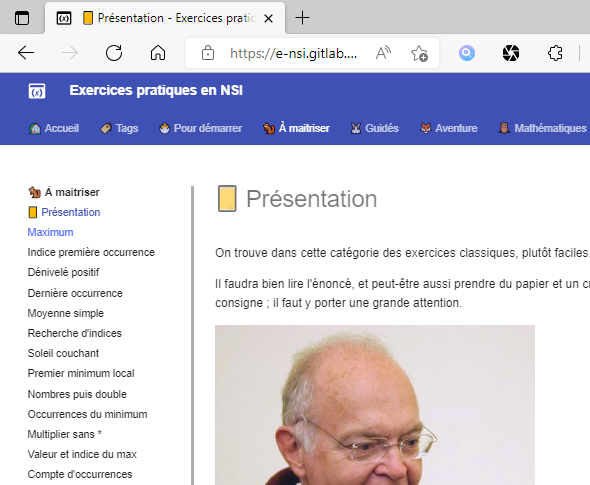 Présentation - Exercices pratic
https://e-nsi.gitlab....
Exercices pratiques en NSI
Accueil Tags Pour démarrer À maitriser Guidés Aventure Mathématiques
À maitriser
Présentation
Maximum
Indice première occurrence
Dénivelé positif
Dernière occurrence
Moyenne simple
Recherche d'indices
Soleil couchant
Premier minimum local
Nombres puis double
Occurrences du minimum
Multiplier sans *
Valeur et indice du max
Compte d'occurrences
Présentation
On trouve dans cette catégorie des exercices classiques, plutôt faciles.
Il faudra bien lire l'énoncé, et peut-être aussi prendre du papier et un cr
consigne ; il faut y porter une grande attention.